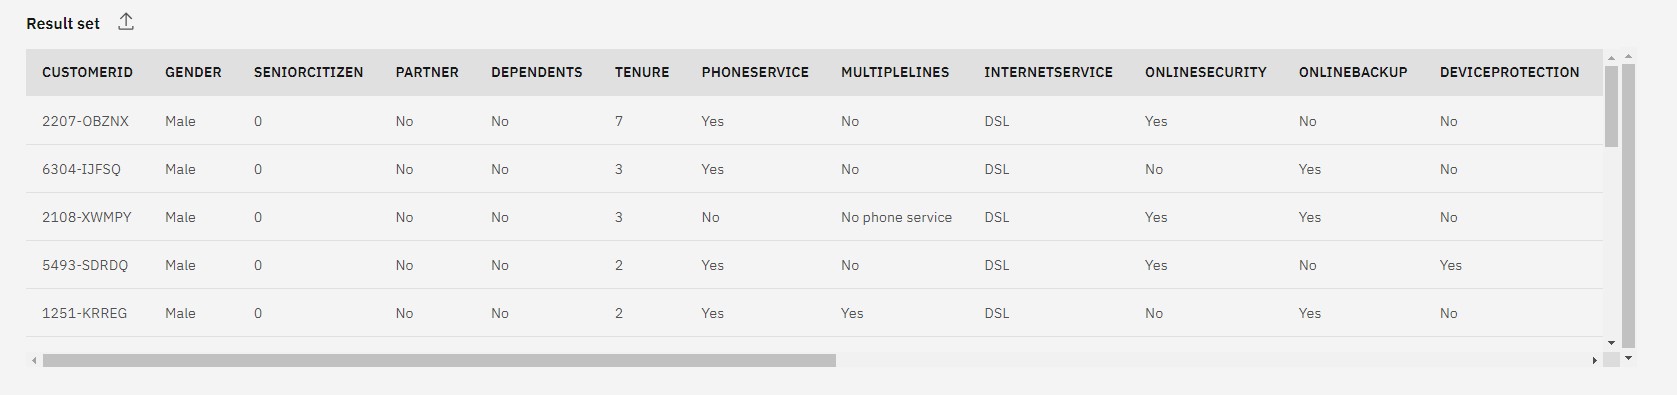 Result set
CUSTOMERID GENDER SENIORCITIZEN PARTNER DEPENDENTS TENURE PHONESERVICE MULTIPLELINES INTERNETSERVICE ONLINESECURITY ONLINEBACKUP DEVICEPROTECTION
2207-OBZNX Male 0 No No 7 Yes No DSL Yes No No
6304-IJFSQ Male 0 No No 3 Yes No DSL No Yes No
2108-XWMPY Male 0 No No 3 No No phone service DSL Yes Yes No
5493-SDRDQ Male 0 No No 2 Yes No DSL Yes No Yes
1251-KRREG Male 0 No No 2 Yes Yes DSL No Yes No